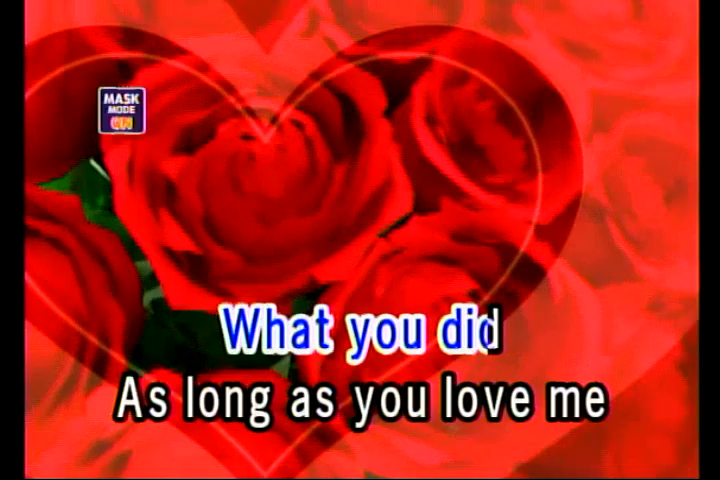 MASK
MODE
ON
What you did
As long as you love me